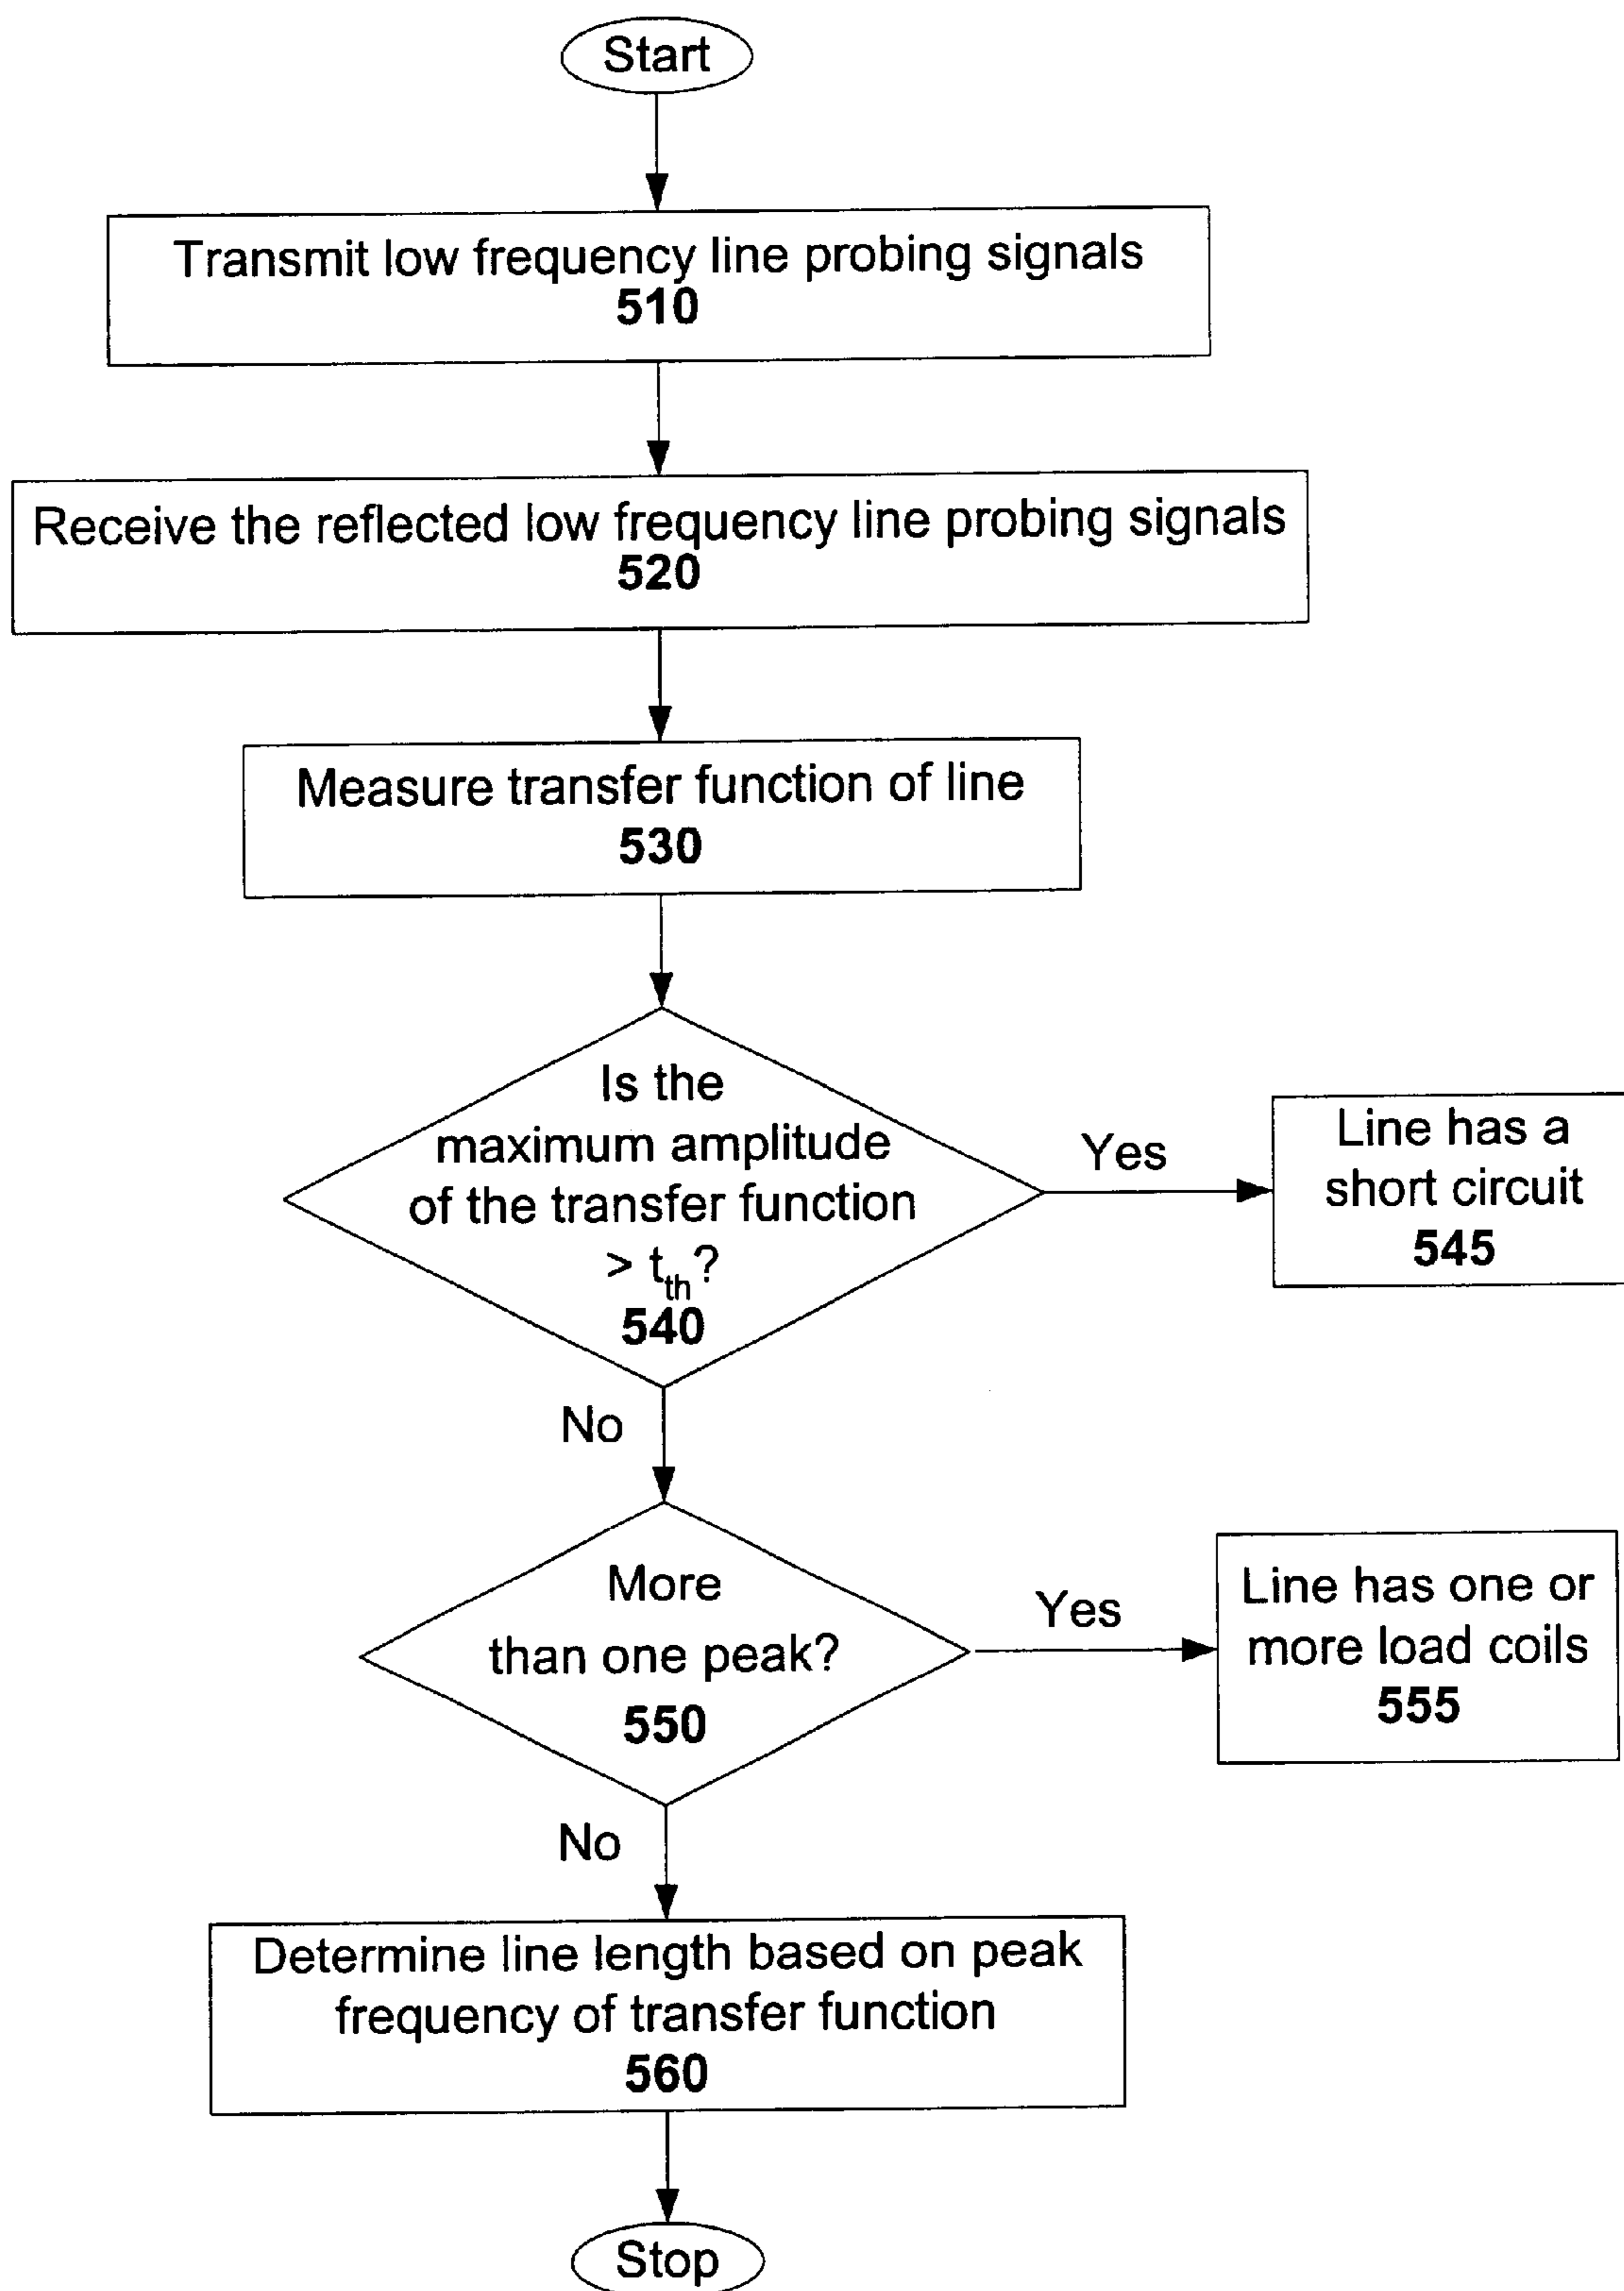 Start
Transmit low frequency line probing signals
510
Receive the reflected low frequency line probing signals
520
Measure transfer function of line
530
Is the
maximum amplitude
of the transfer function
> t_th?
540
Yes
Line has a
short circuit
545
No
More
than one peak?
550
Yes
Line has one or
more load coils
555
No
Determine line length based on peak
frequency of transfer function
560
Stop